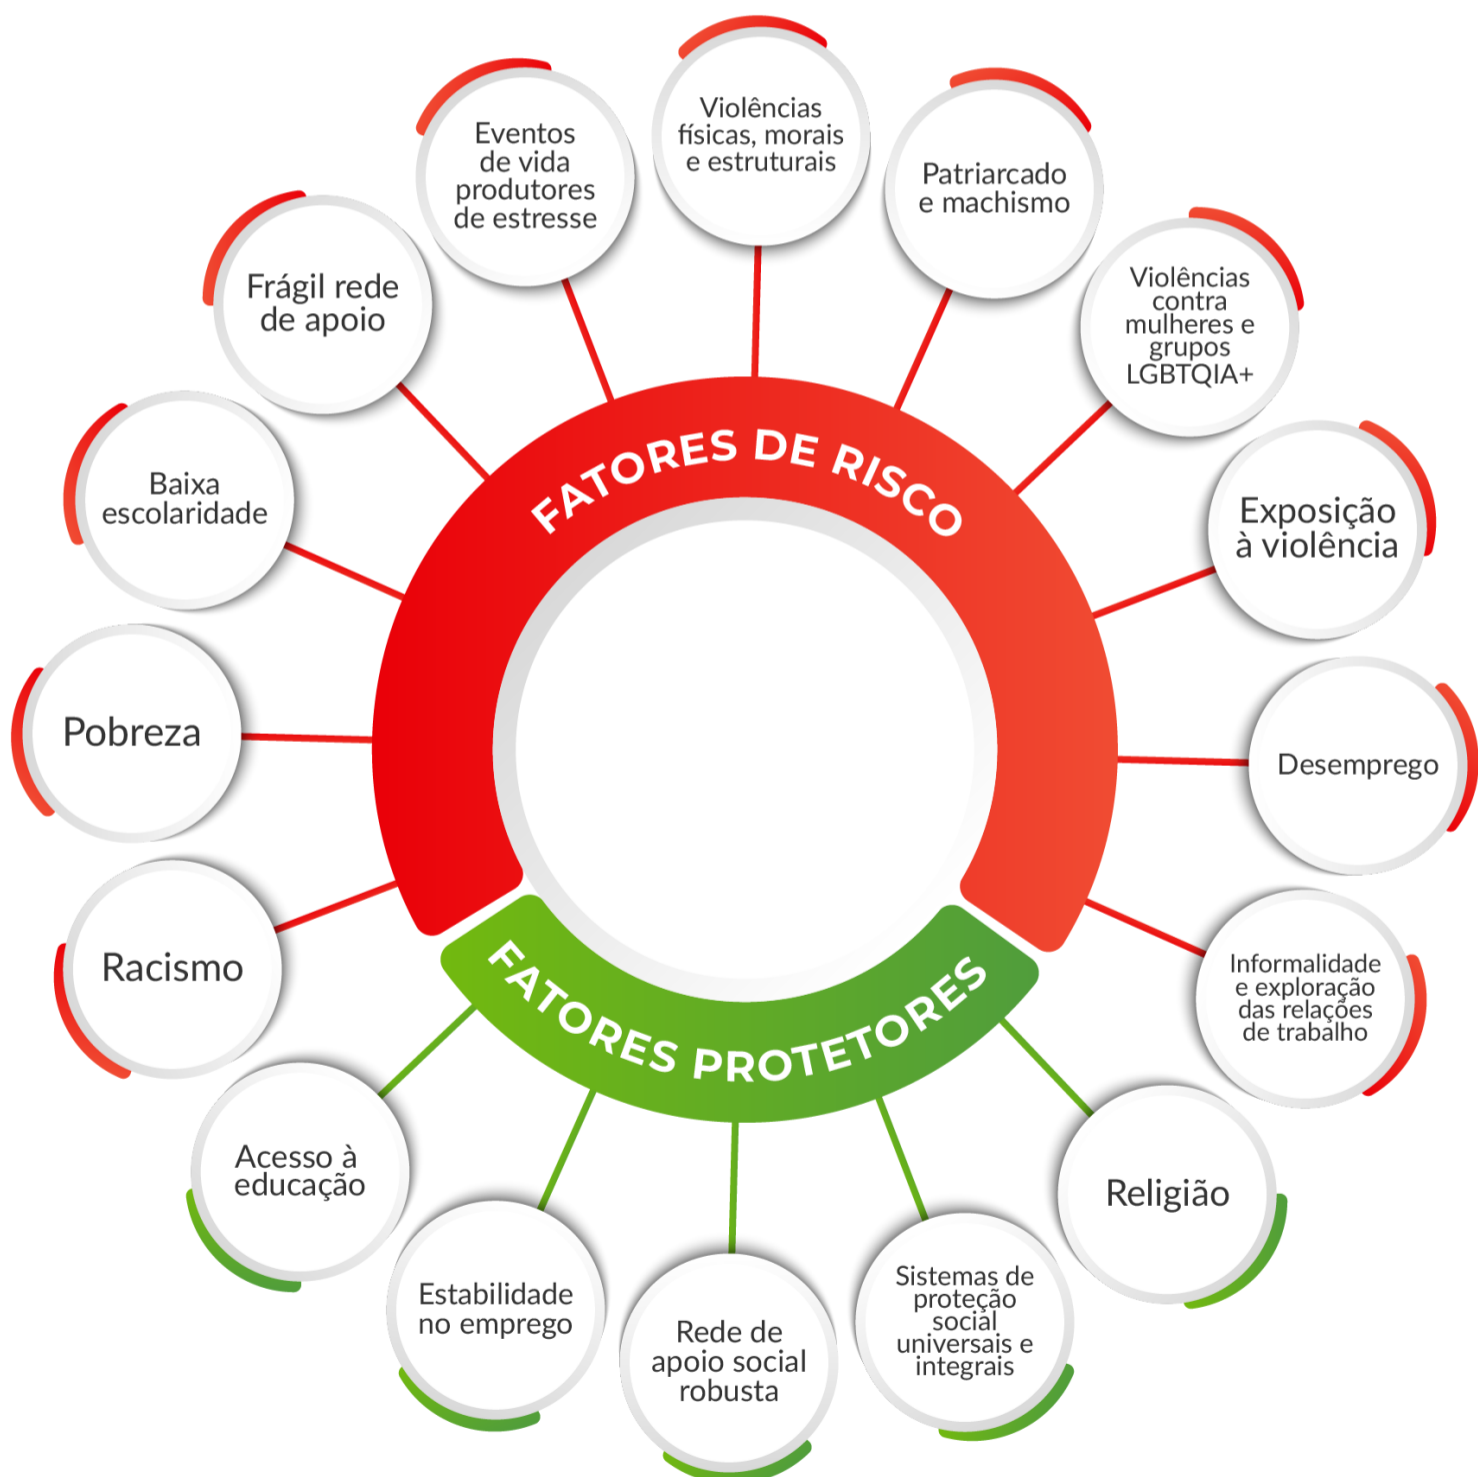 FATORES DE RISCO
Violências
físicas, morais
e estruturais
Patriarcado
e machismo
Violências
contra
mulheres e
grupos
LGBTQIA+
Exposição
à violência
Desemprego
Informalidade
e exploração
das relações
de trabalho
Racismo
Pobreza
Baixa
escolaridade
Frágil rede
de apoio
Eventos
de vida
produtores
de estresse
FATORES PROTETORES
Acesso à
educação
Estabilidade
no emprego
Rede de
apoio social
robusta
Sistemas de
proteção
social
universais e
integrais
Religião